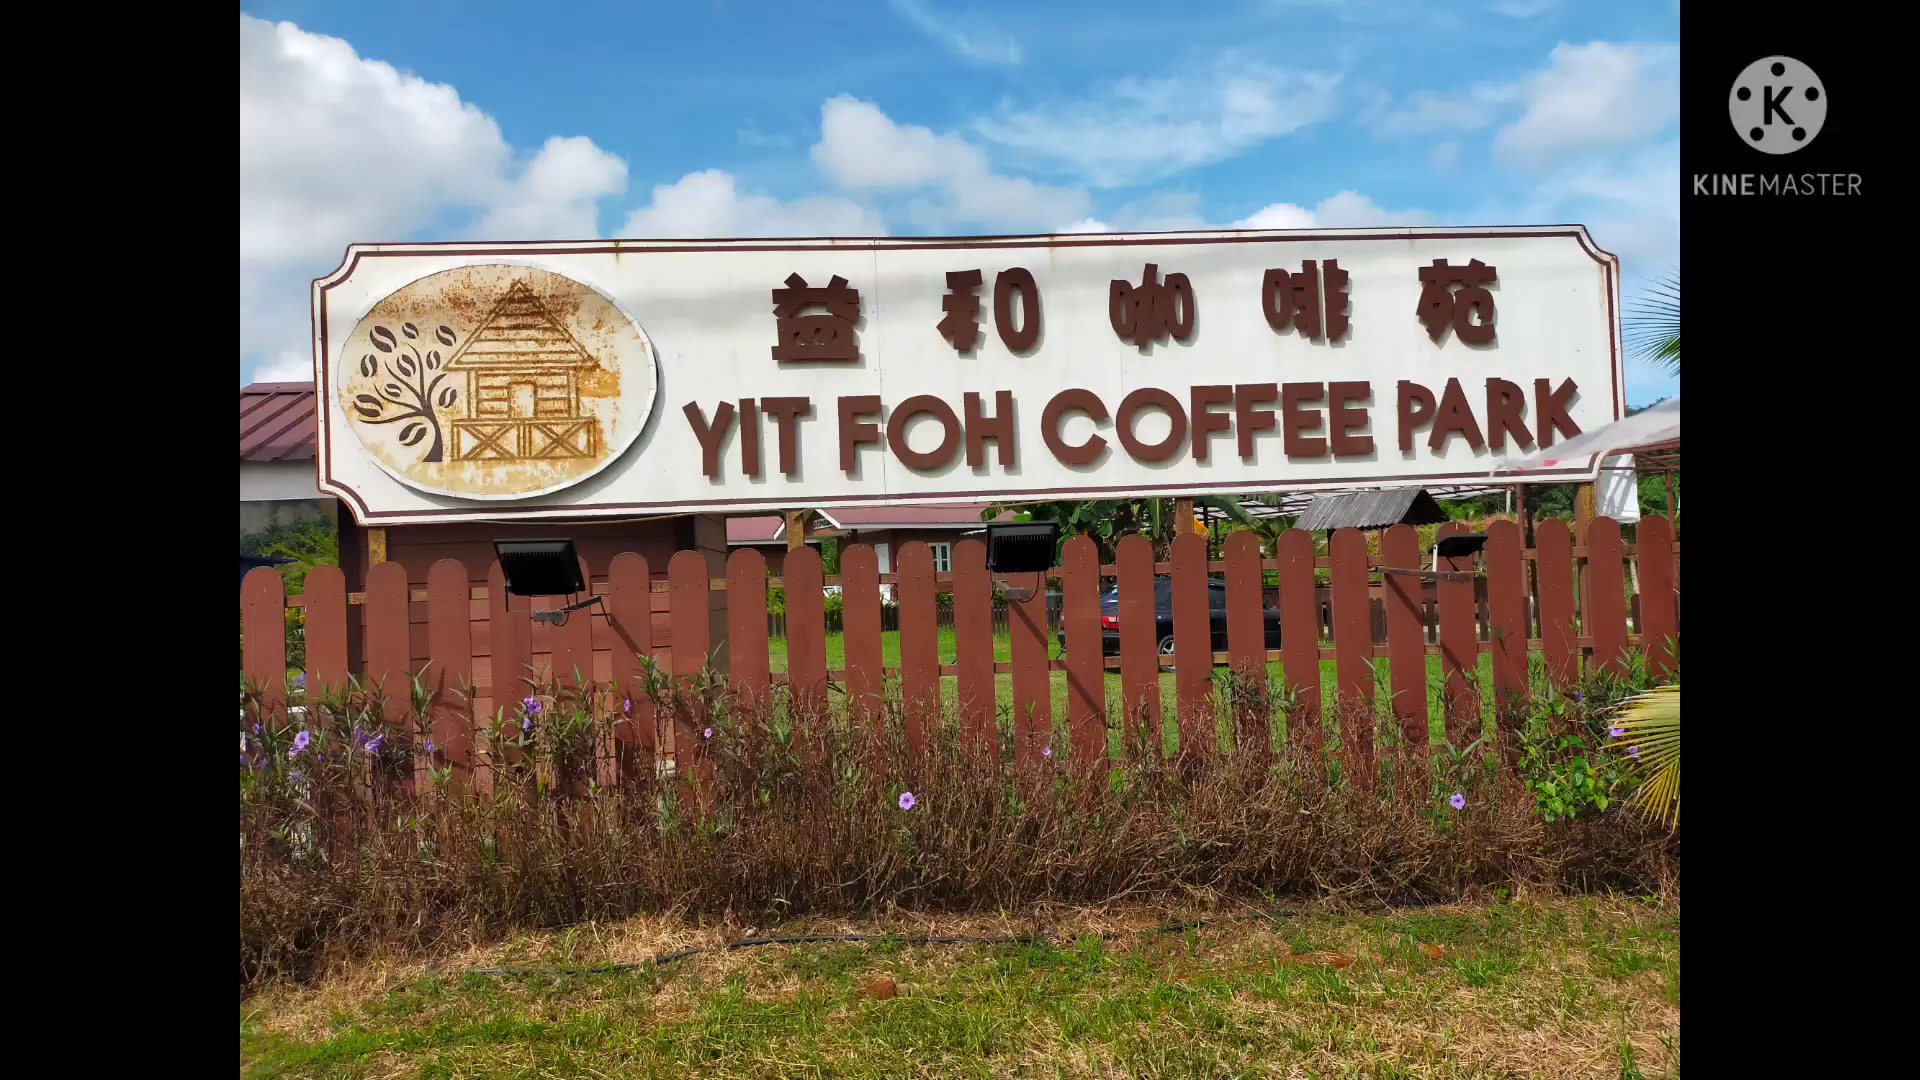 益和咖啡苑
YIT FOH COFFEE PARK
K
KINEMASTER